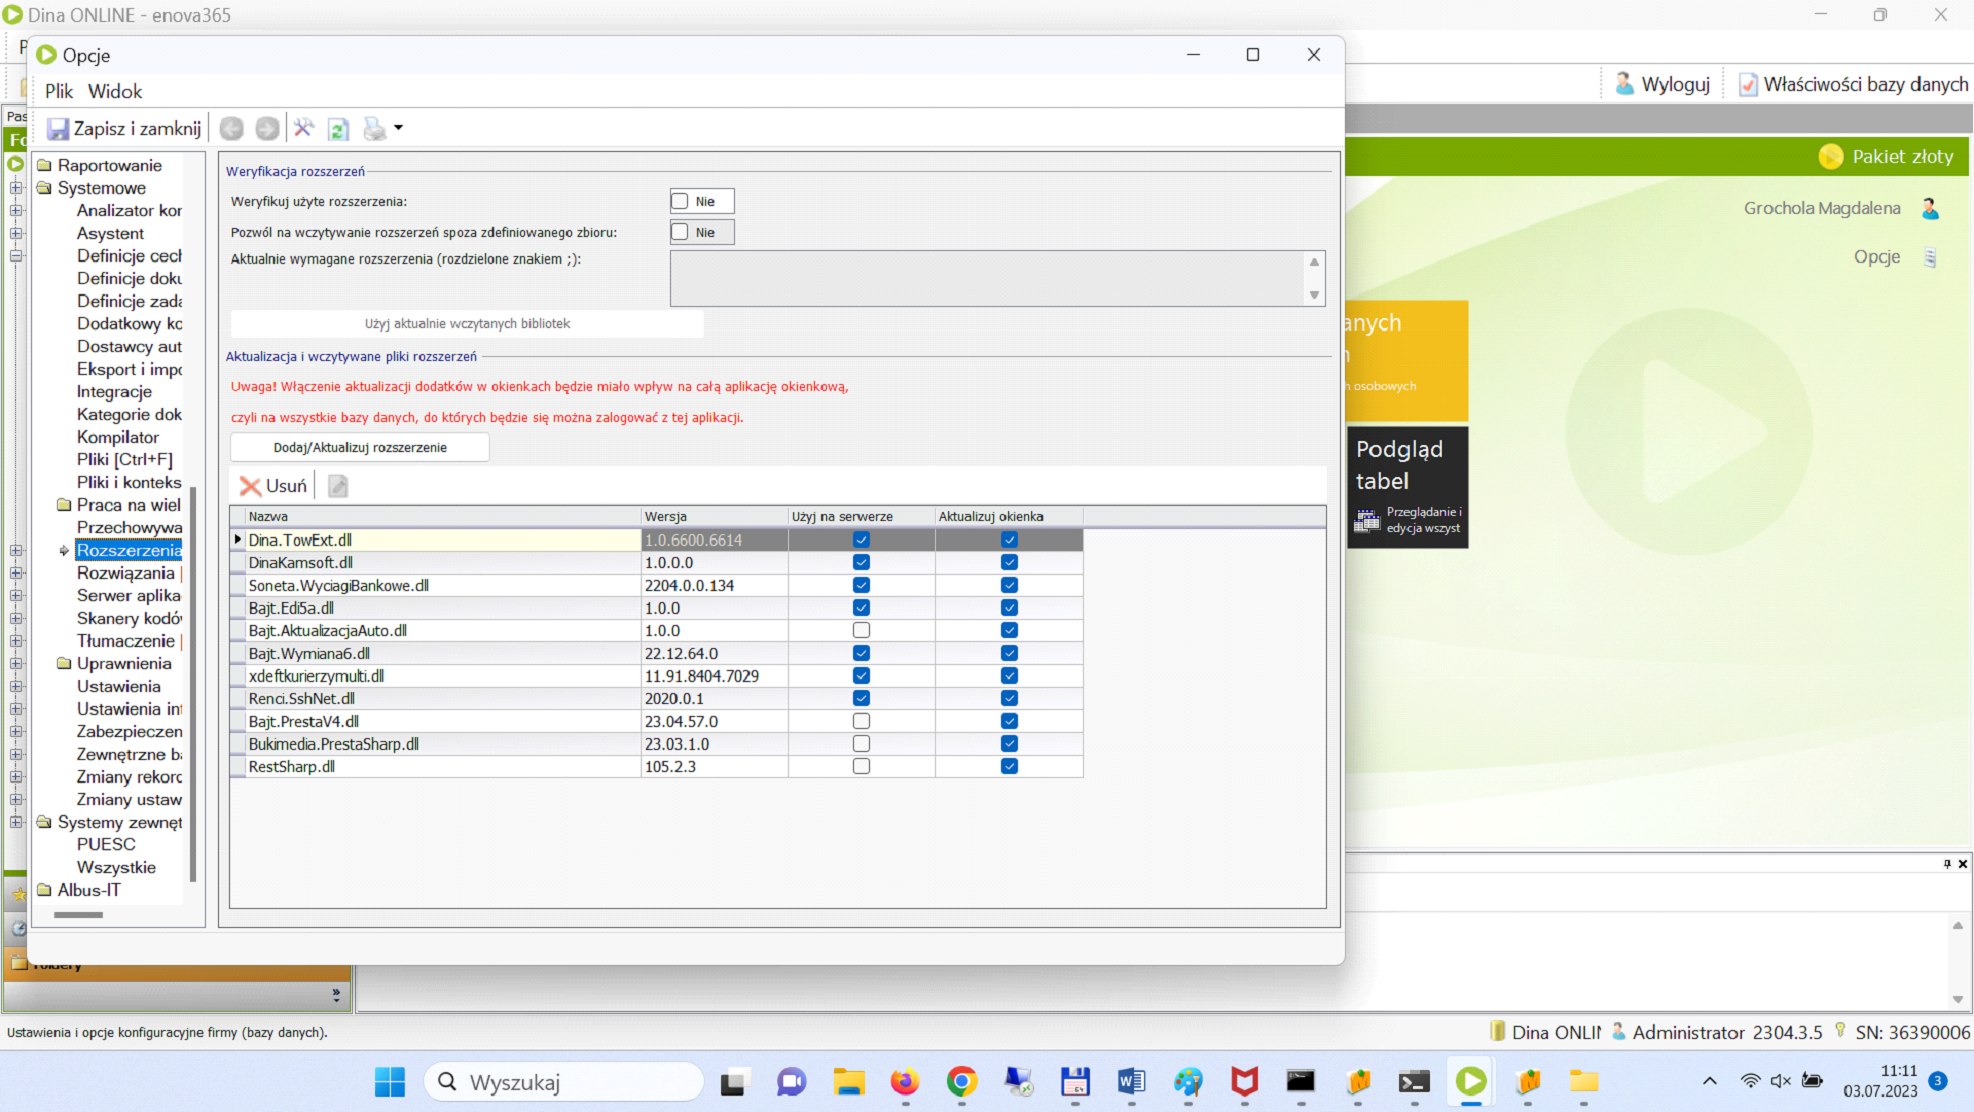 Dina ONLINE - enova365
Opcje
Plik Widok
Wyloguj
Właściwości bazy danych
Zapisz i zamknij
Pakiet złoty
Grochola Magdalena
Opcje
Raportowanie
Systemowe
Analizator kor
Asystent
Definicje cech
Definicje doku
Definicje zada
Dodatkowy ko
Dostawcy aut
Eksport i impo
Integracje
Kategorie dok
Kompilator
Pliki [Ctrl+F]
Pliki i konteks
Praca na wiel
Przechowywa
Rozszerzenia
Rozwiązania
Serwer aplika
Skanery kodów
Tłumaczenie
Uprawnienia
Ustawienia
Ustawienia int
Zabezpieczen
Zewnętrzne ba
Zmiany rekord
Zmiany ustaw
Systemy zewnęt
PUESC
Wszystkie
Albus-IT
Weryfikacja rozszerzeń
Weryfikuj użyte rozszerzenia: Nie
Pozwól na wczytywanie rozszerzeń spoza zdefiniowanego zbioru: Nie
Aktualnie wymagane rozszerzenia (rozdzielone znakiem ;):
Użyj aktualnie wczytanych bibliotek
Aktualizacja i wczytywane pliki rozszerzeń
Uwaga! Włączenie aktualizacji dodatków w okienkach będzie miało wpływ na całą aplikację okienkową,
czyli na wszystkie bazy danych, do których będzie się można zalogować z tej aplikacji.
Dodaj/Aktualizuj rozszerzenie
Usuń
Nazwa Wersja Użyj na serwerze Aktualizuj okienka
Dina.TowExt.dll 1.0.6600.6614
DinaKamsoft.dll 1.0.0.0
Soneta.WyciagiBankowe.dll 2204.0.0.134
Bajt.Edi5a.dll 1.0.0
Bajt.AktualizacjaAuto.dll 1.0.0
Bajt.Wymiana6.dll 22.12.64.0
xdeftkurierzymulti.dll 11.91.8404.7029
Renci.SshNet.dll 2020.0.1
Bajt.PrestaV4.dll 23.04.57.0
Bukimedia.PrestaSharp.dll 23.03.1.0
RestSharp.dll 105.2.3
anych
h osobowych
Podgląd
tabel
Przeglądanie i
edycja wszyst
Foldery
Ustawienia i opcje konfiguracyjne firmy (bazy danych).
Dina ONLIN Administrator 2304.3.5 SN: 36390006
Wyszukaj
11:11
03.07.2023
3